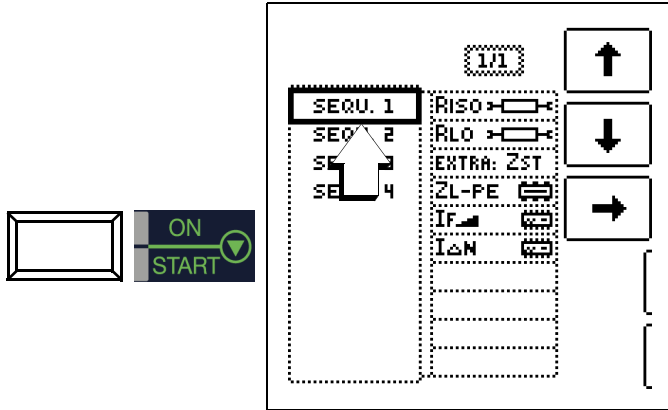 1/1
SEQU. 1
RISO
RLO
EXTRA: ZST
ZL-PE
IF
I△N
ON
START